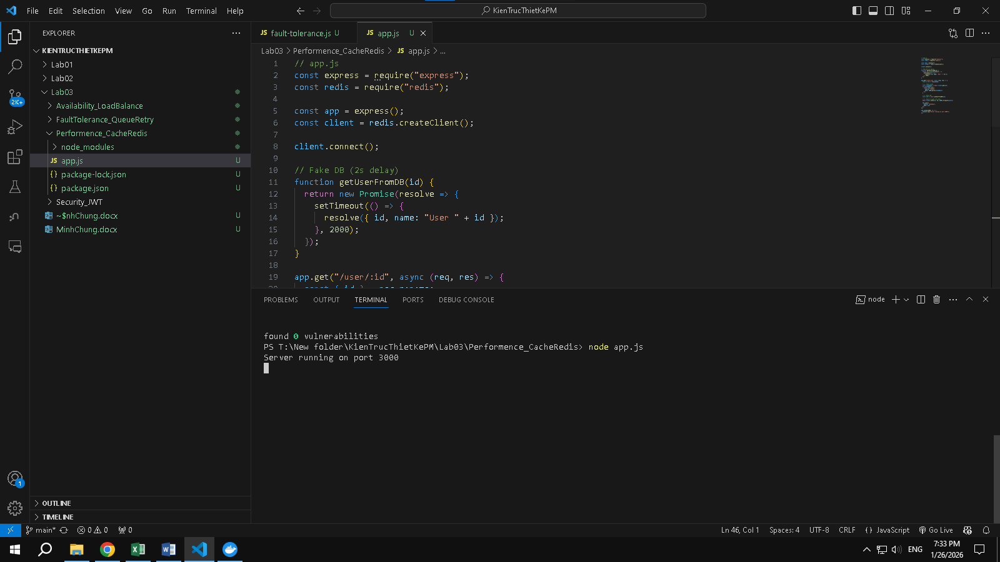 File Edit Selection View Go Run Terminal Help
KienTrucThietKePM
EXPLORER
KIENTRUCTHIETKEPM
Lab01
Lab02
Lab03
Availability_LoadBalance
FaultTolerance_QueueRetry
Performence_CacheRedis
node_modules
JS app.js U
{} package-lock.json U
{} package.json U
Security_JWT
~$nhChung.docx U
MinhChung.docx U
OUTLINE
TIMELINE
2K+
1
JS fault-tolerance.js U
JS app.js U
Lab03 > Performence_CacheRedis > JS app.js > ...
1 // app.js
2 const express = require("express");
3 const redis = require("redis");
4
5 const app = express();
6 const client = redis.createClient();
7
8 client.connect();
9
10 // Fake DB (2s delay)
11 function getUserFromDB(id) {
12 return new Promise(resolve => {
13 setTimeout(() => {
14 resolve({ id, name: "User " + id });
15 }, 2000);
16 });
17 }
18
19 app.get("/user/:id", async (req, res) => {
PROBLEMS OUTPUT TERMINAL PORTS DEBUG CONSOLE
node
found 0 vulnerabilities
PS T:\New folder\KienTrucThietKePM\Lab03\Performence_CacheRedis> node app.js
Server running on port 3000
main* 0 0 0
Ln 46, Col 1 Spaces: 4 UTF-8 CRLF {} JavaScript Go Live
ENG
7:33 PM
1/26/2026